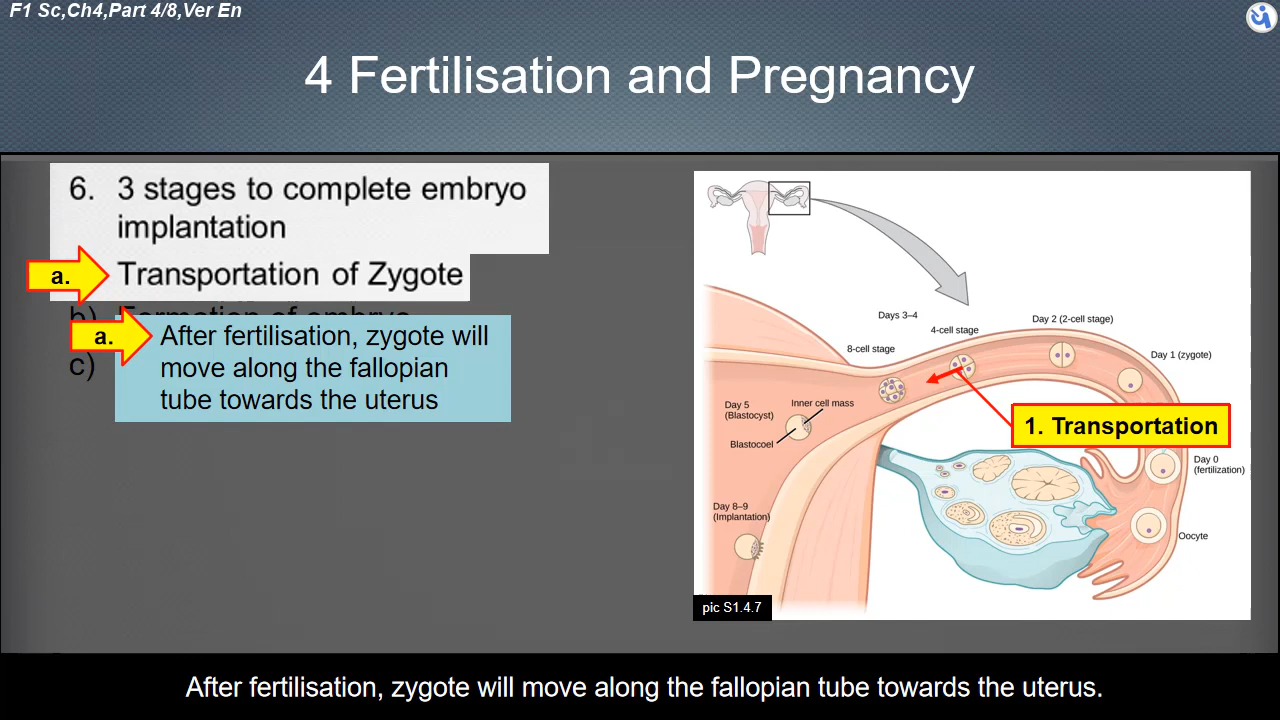 F1 Sc,Ch4,Part 4/8,Ver En
4 Fertilisation and Pregnancy
6. 3 stages to complete embryo
implantation
a. Transportation of Zygote
b) Formation of embryo
a. After fertilisation, zygote will
move along the fallopian
tube towards the uterus
c)
Days 3–4
4-cell stage
8-cell stage
Day 2 (2-cell stage)
Day 1 (zygote)
Day 5
(Blastocyst)
Inner cell mass
Blastocoel
1. Transportation
Day 0
(fertilization)
Day 8–9
(Implantation)
Oocyte
pic S1.4.7
After fertilisation, zygote will move along the fallopian tube towards the uterus.